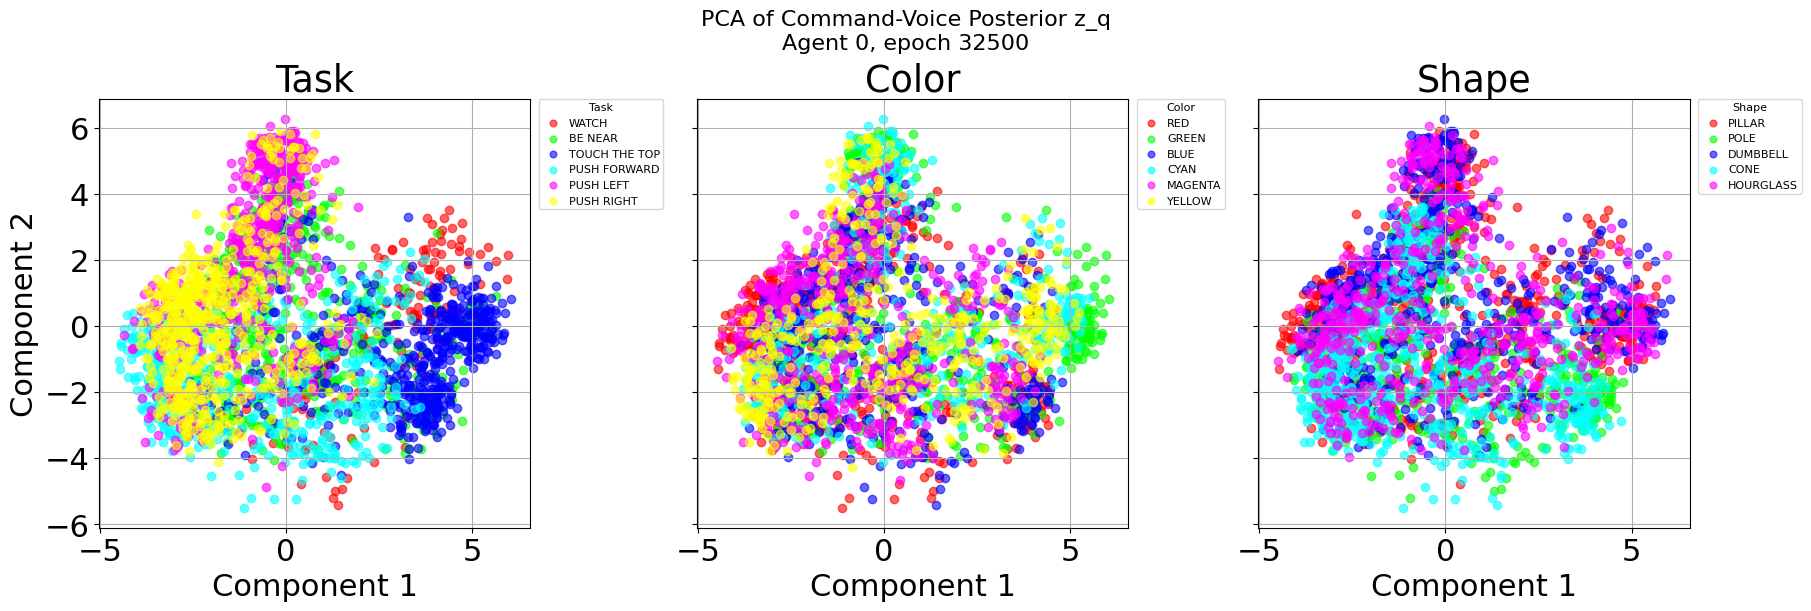 PCA of Command-Voice Posterior z_q
Agent 0, epoch 32500
Task
Component 2
6
4
2
0
−2
−4
−6
−5
0
5
Component 1
Task
WATCH
BE NEAR
TOUCH THE TOP
PUSH FORWARD
PUSH LEFT
PUSH RIGHT
Color
−5
0
5
Component 1
Color
RED
GREEN
BLUE
CYAN
MAGENTA
YELLOW
Shape
−5
0
5
Component 1
Shape
PILLAR
POLE
DUMBBELL
CONE
HOURGLASS